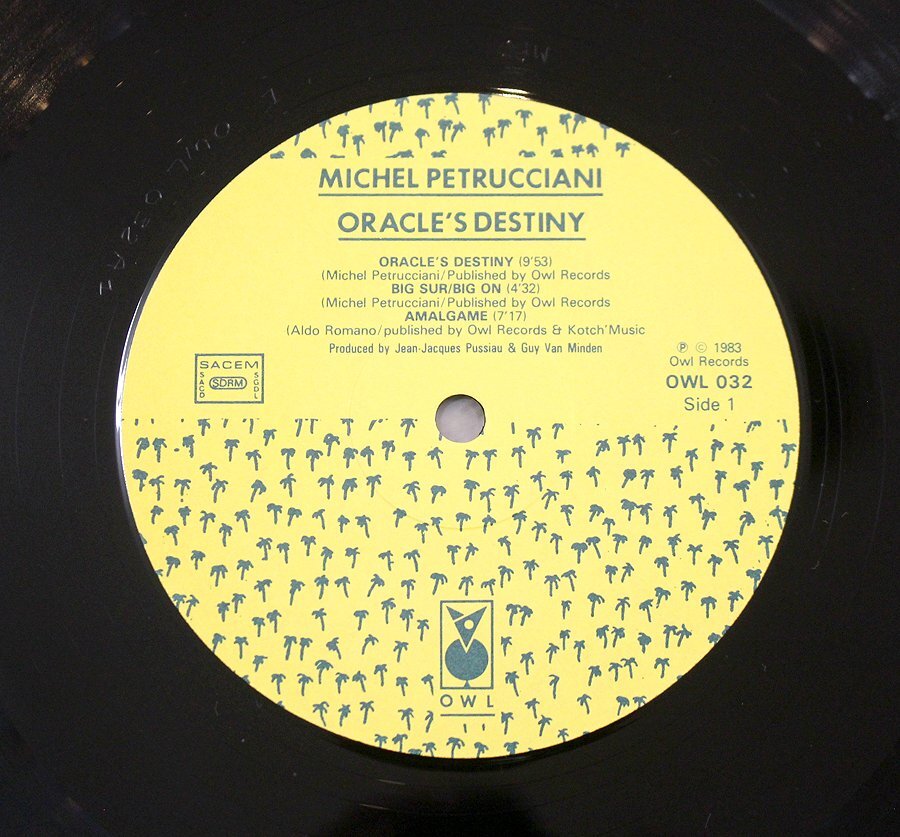 MICHEL PETRUCCIANI
ORACLE'S DESTINY
ORACLE'S DESTINY (9'53)
(Michel Petrucciani/Published by Owl Records
BIG SUR/BIG ON (4'32)
(Michel Petrucciani/Published by Owl Records
AMALGAME (7'17)
(Aldo Romano/published by Owl Records & Kotch'Music
Produced by Jean-Jacques Pussiau & Guy Van Minden
SACEM
SACD
SDRM
SGDL
℗ © 1983
Owl Records
OWL 032
Side 1
OWL